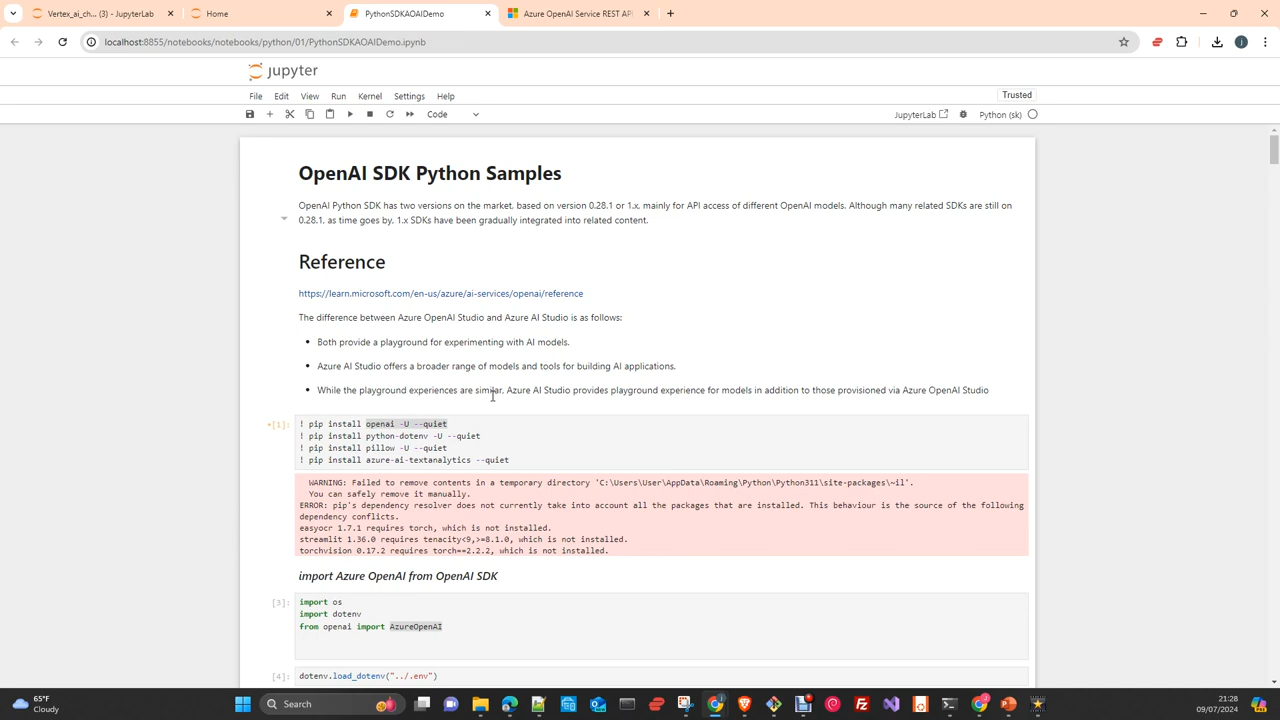 Vertex_ai_ch... (3) - JupyterLab
Home
PythonSDKAOAIDemo
Azure OpenAI Service REST API
localhost:8855/notebooks/notebooks/python/01/PythonSDKAOAIDemo.ipynb
jupyter
File Edit View Run Kernel Settings Help
Trusted
Code
JupyterLab
Python (sk)
OpenAI SDK Python Samples
OpenAI Python SDK has two versions on the market, based on version 0.28.1 or 1.x, mainly for API access of different OpenAI models. Although many related SDKs are still on
0.28.1, as time goes by, 1.x SDKs have been gradually integrated into related content.
Reference
https://learn.microsoft.com/en-us/azure/ai-services/openai/reference
The difference between Azure OpenAI Studio and Azure AI Studio is as follows:
• Both provide a playground for experimenting with AI models.
• Azure AI Studio offers a broader range of models and tools for building AI applications.
• While the playground experiences are similar, Azure AI Studio provides playground experience for models in addition to those provisioned via Azure OpenAI Studio
[1]:
! pip install openai -U --quiet
! pip install python-dotenv -U --quiet
! pip install pillow -U --quiet
! pip install azure-ai-textanalytics --quiet
WARNING: Failed to remove contents in a temporary directory 'C:\Users\User\AppData\Roaming\Python\Python311\site-packages\~il'.
You can safely remove it manually.
ERROR: pip's dependency resolver does not currently take into account all the packages that are installed. This behaviour is the source of the following
dependency conflicts.
easyocr 1.7.1 requires torch, which is not installed.
streamlit 1.36.0 requires tenacity<9,>=8.1.0, which is not installed.
torchvision 0.17.2 requires torch==2.2.2, which is not installed.
import Azure OpenAI from OpenAI SDK
[3]:
import os
import dotenv
from openai import AzureOpenAI
[4]:
dotenv.load_dotenv("../.env")
65°F
Cloudy
Search
21:28
09/07/2024